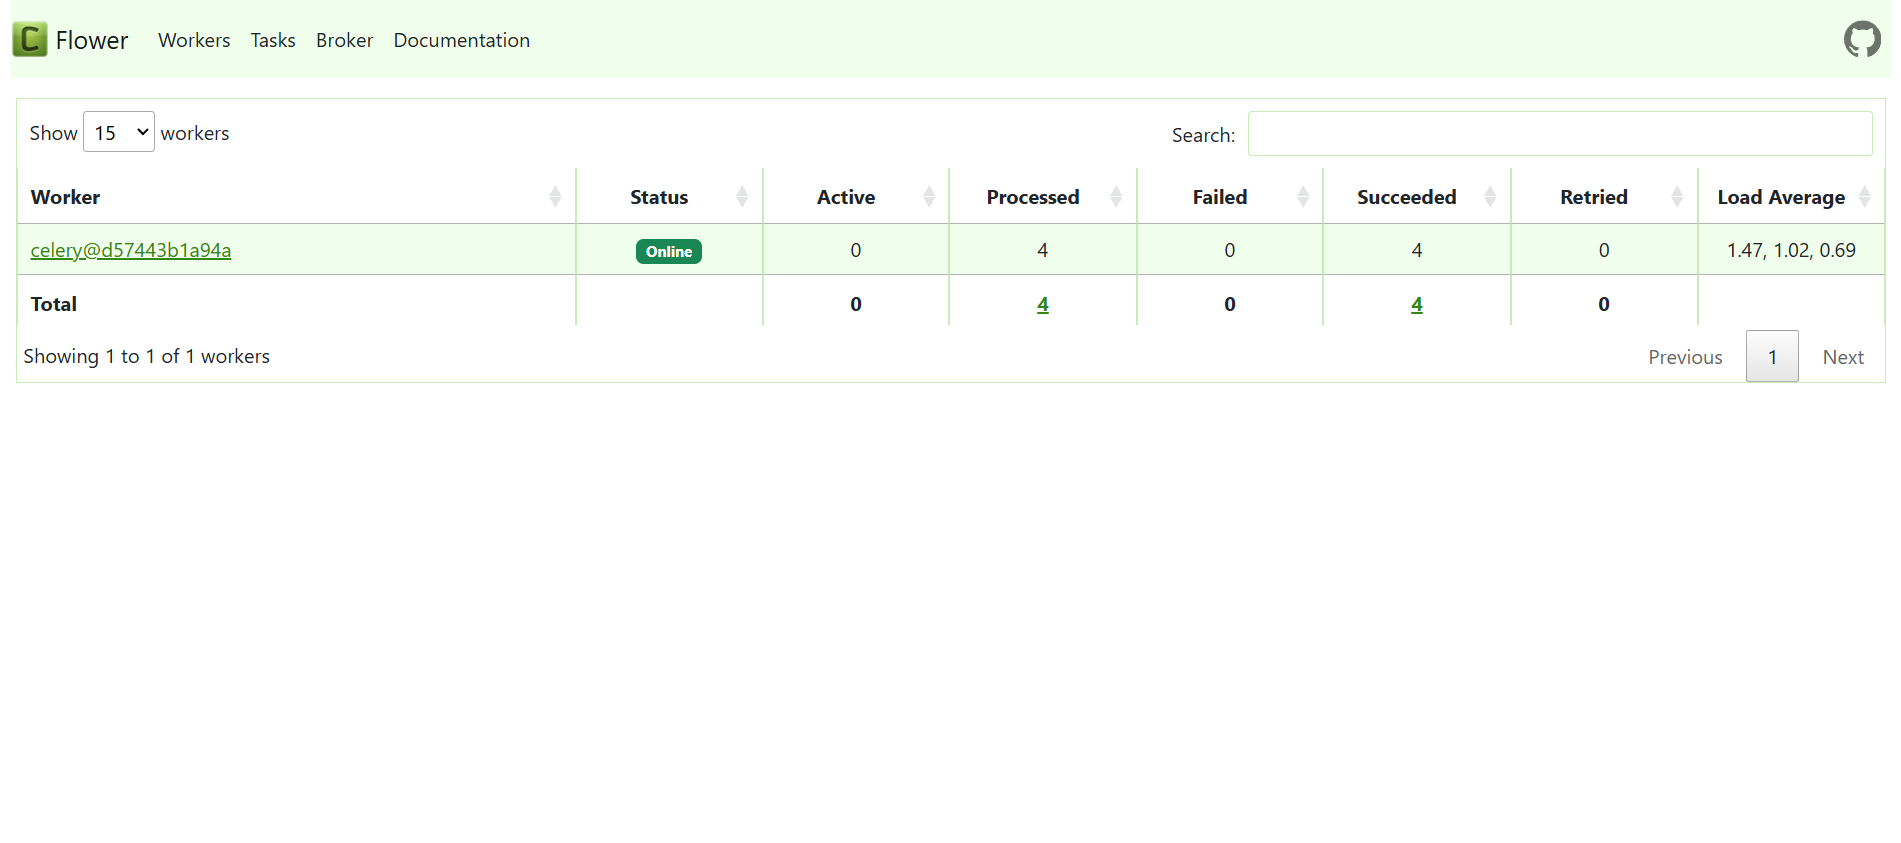 C Flower Workers Tasks Broker Documentation
Show 15 workers Search:
Worker Status Active Processed Failed Succeeded Retried Load Average
celery@d57443b1a94a Online 0 4 0 4 0 1.47, 1.02, 0.69
Total 0 4 0 4 0
Showing 1 to 1 of 1 workers Previous 1 Next